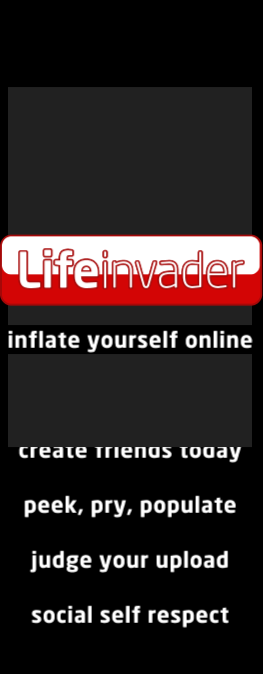 Lifeinvader
inflate yourself online
create friends today
peek, pry, populate
judge your upload
social self respect